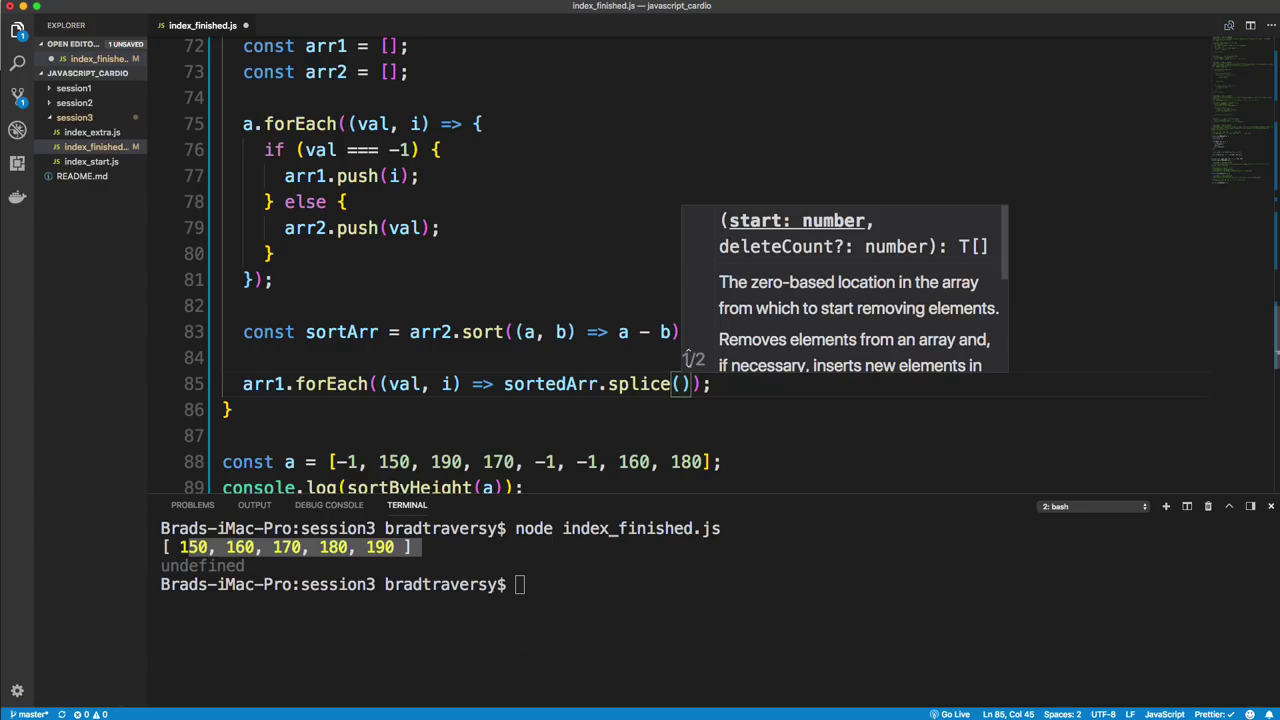 index_finished.js — javascript_cardio
EXPLORER
index_finished.js
OPEN EDITO... 1 UNSAVED
index_finishe... M
JAVASCRIPT_CARDIO
session1
session2
session3
index_extra.js
index_finished... M
index_start.js
README.md
1
1
72 const arr1 = [];
73 const arr2 = [];
74
75 a.forEach((val, i) => {
76 if (val === -1) {
77 arr1.push(i);
78 } else {
79 arr2.push(val);
80 }
81 });
82
83 const sortArr = arr2.sort((a, b) => a - b)
84
85 arr1.forEach((val, i) => sortedArr.splice());
86 }
87
88 const a = [-1, 150, 190, 170, -1, -1, 160, 180];
89 console.log(sortByHeight(a));
(start: number,
deleteCount?: number): T[]
The zero-based location in the array
from which to start removing elements.
Removes elements from an array and,
if necessary, inserts new elements in
1/2
PROBLEMS OUTPUT DEBUG CONSOLE TERMINAL
2: bash
Brads-iMac-Pro:session3 bradtraversy$ node index_finished.js
[ 150, 160, 170, 180, 190 ]
undefined
Brads-iMac-Pro:session3 bradtraversy$
master* 0 0
Go Live Ln 85, Col 45 Spaces: 2 UTF-8 LF JavaScript Prettier: ✓